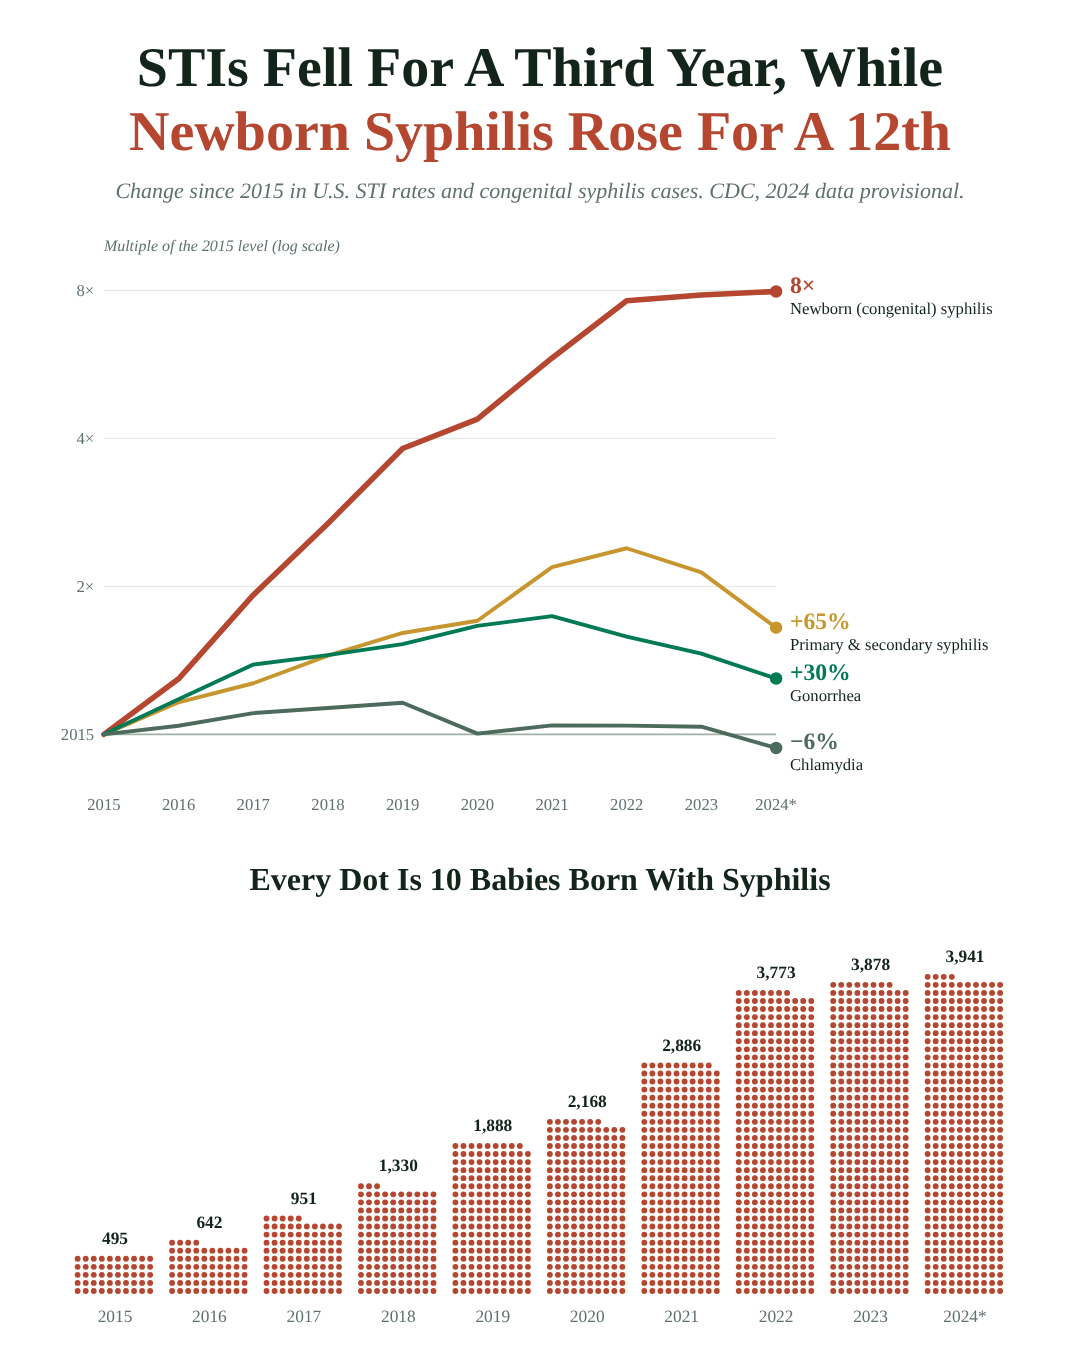 STIs Fell For A Third Year, While
Newborn Syphilis Rose For A 12th
Change since 2015 in U.S. STI rates and congenital syphilis cases. CDC, 2024 data provisional.
Multiple of the 2015 level (log scale)
8×
8×
Newborn (congenital) syphilis
4×
2×
+65%
Primary & secondary syphilis
+30%
Gonorrhea
2015
−6%
Chlamydia
2015 2016 2017 2018 2019 2020 2021 2022 2023 2024*
Every Dot Is 10 Babies Born With Syphilis
495 642 951 1,330 1,888 2,168 2,886 3,773 3,878 3,941
2015 2016 2017 2018 2019 2020 2021 2022 2023 2024*